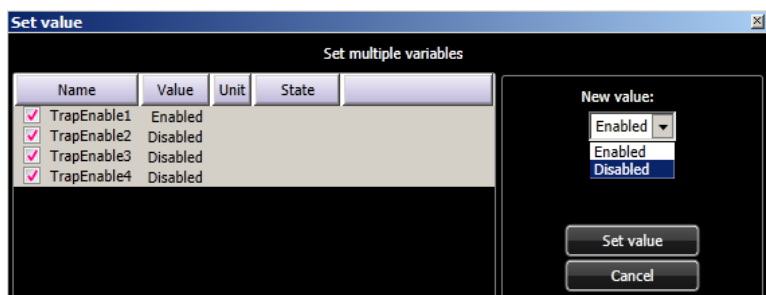 Set value
Set multiple variables
Name Value Unit State
TrapEnable1 Enabled
TrapEnable2 Disabled
TrapEnable3 Disabled
TrapEnable4 Disabled
New value:
Enabled
Enabled
Disabled
Set value
Cancel